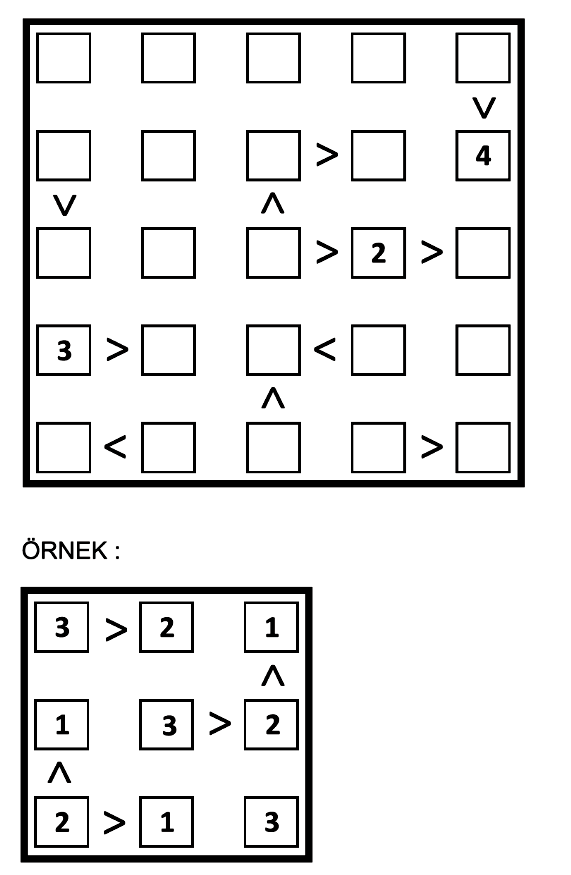 ∨
> 4
∨ ∧
> 2 >
3 > <
∧
< >
ÖRNEK :
3 > 2 1
∧
1 3 > 2
∧
2 > 1 3